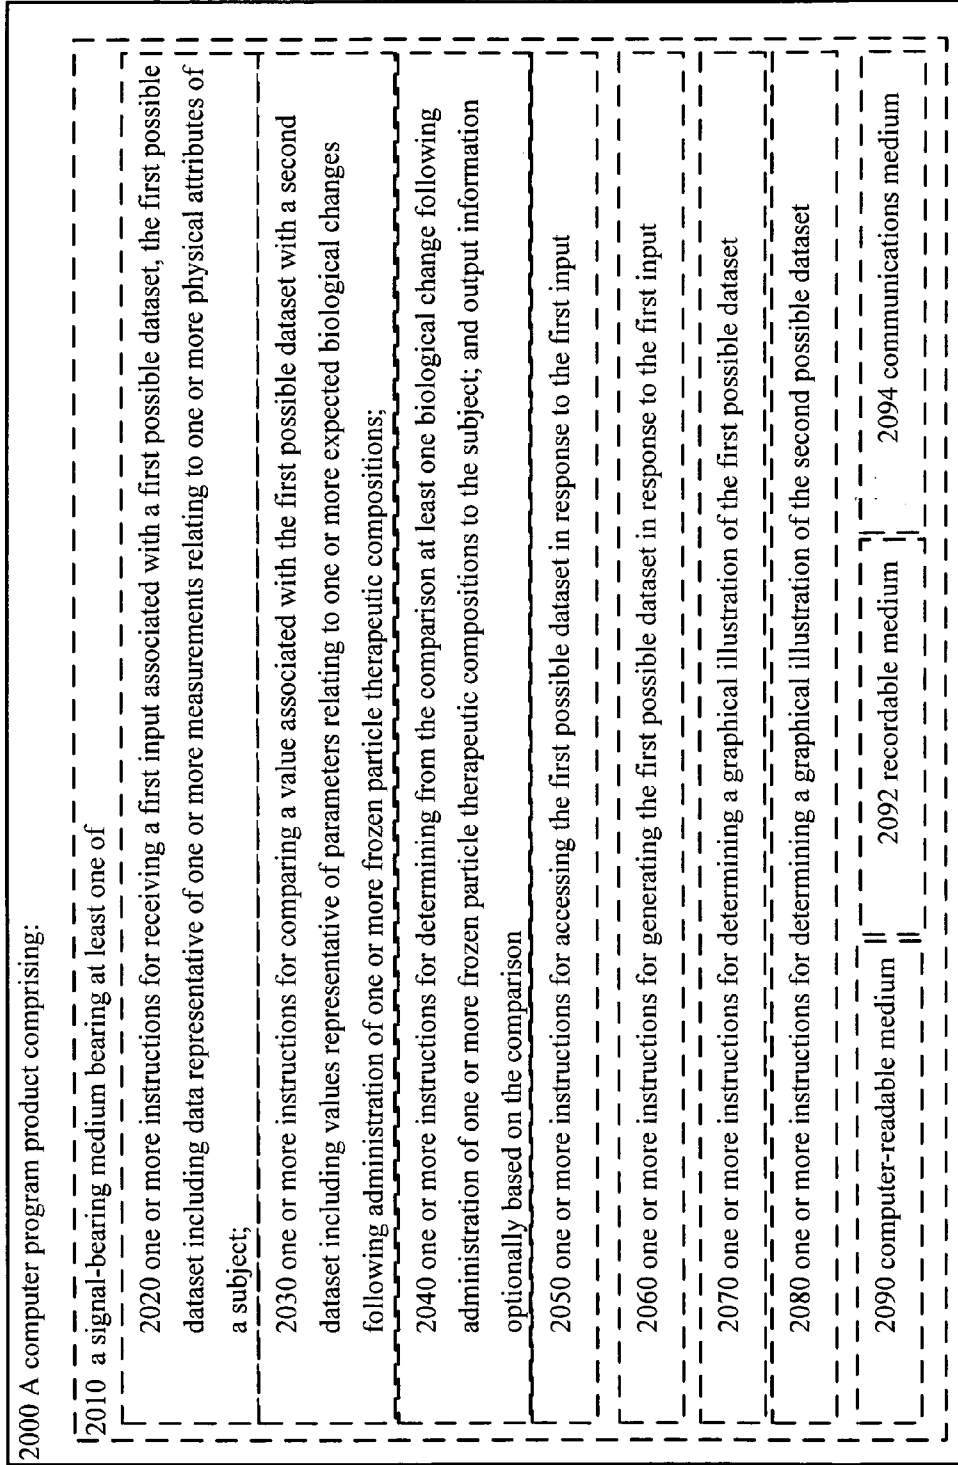 2000 A computer program product comprising:
2010 a signal-bearing medium bearing at least one of
2020 one or more instructions for receiving a first input associated with a first possible dataset, the first possible
dataset including data representative of one or more measurements relating to one or more physical attributes of
a subject;
2030 one or more instructions for comparing a value associated with the first possible dataset with a second
dataset including values representative of parameters relating to one or more expected biological changes
following administration of one or more frozen particle therapeutic compositions;
2040 one or more instructions for determining from the comparison at least one biological change following
administration of one or more frozen particle therapeutic compositions to the subject; and output information
optionally based on the comparison
2050 one or more instructions for accessing the first possible dataset in response to the first input
2060 one or more instructions for generating the first possible dataset in response to the first input
2070 one or more instructions for determining a graphical illustration of the first possible dataset
2080 one or more instructions for determining a graphical illustration of the second possible dataset
2090 computer-readable medium
2092 recordable medium
2094 communications medium